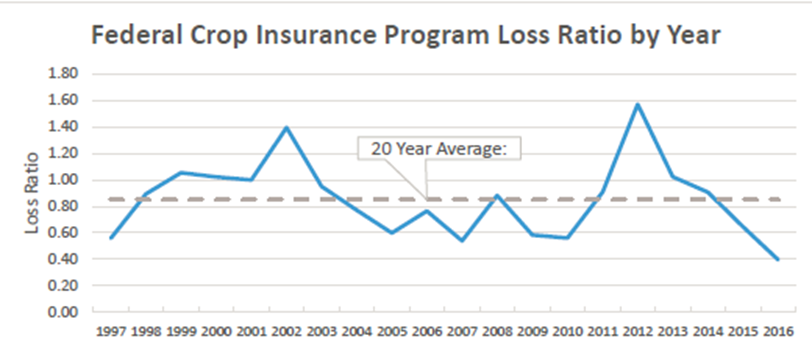 Federal Crop Insurance Program Loss Ratio by Year
1.80
1.60
1.40
1.20
1.00
0.80
0.60
0.40
0.20
0.00
Loss Ratio
20 Year Average:
1997 1998 1999 2000 2001 2002 2003 2004 2005 2006 2007 2008 2009 2010 2011 2012 2013 2014 2015 2016